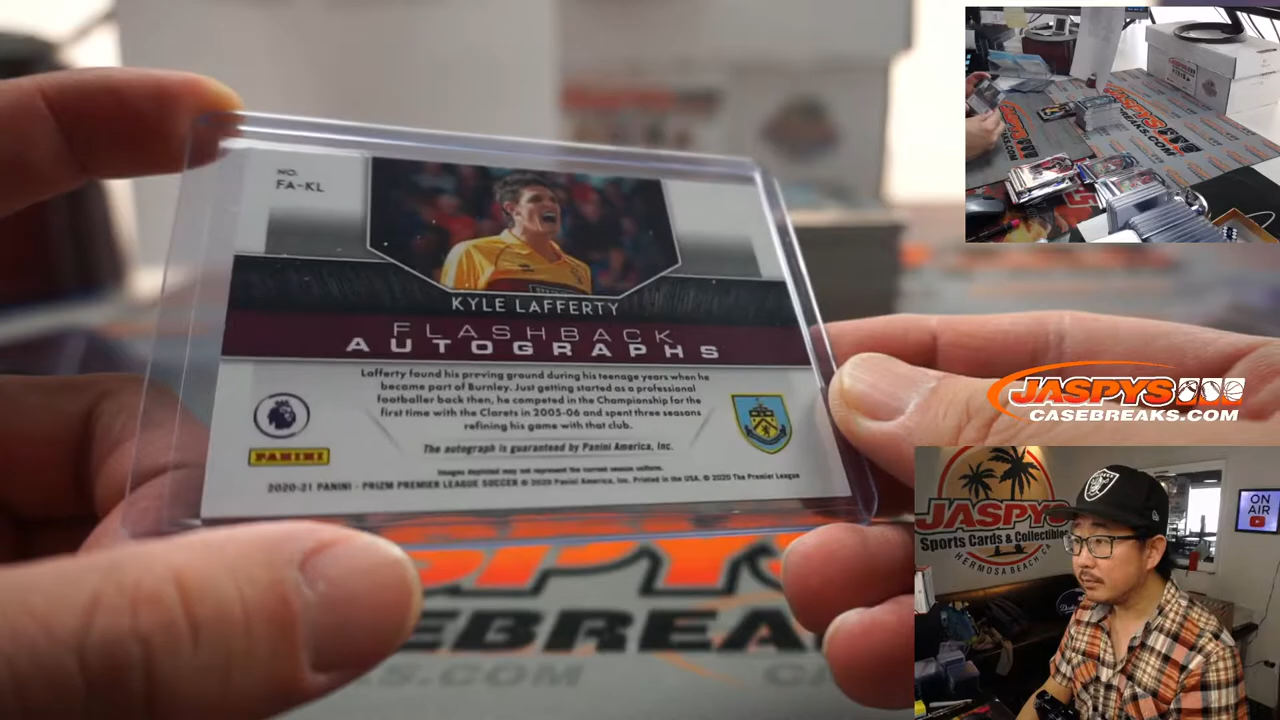 NO.
FA-KL
KYLE LAFFERTY
FLASHBACK
AUTOGRAPHS
Lafferty found his proving ground during his teenage years when he
became part of Burnley. Just getting started as a professional
footballer back then, he competed in the Championship for the
first time with the Clarets in 2005-06 and spent three seasons
refining his game with that club.
The autograph is guaranteed by Panini America, Inc.
PANINI
Images depicted may not represent the current season uniform.
2020-21 PANINI - PRIZM PREMIER LEAGUE SOCCER © 2020 Panini America, Inc. Printed in the USA. © 2020 The Premier League
JASPYS
CASEBREAKS.COM
JASPYS
Sports Cards & Collectibles
HERMOSA BEACH, CA
ON
AIR